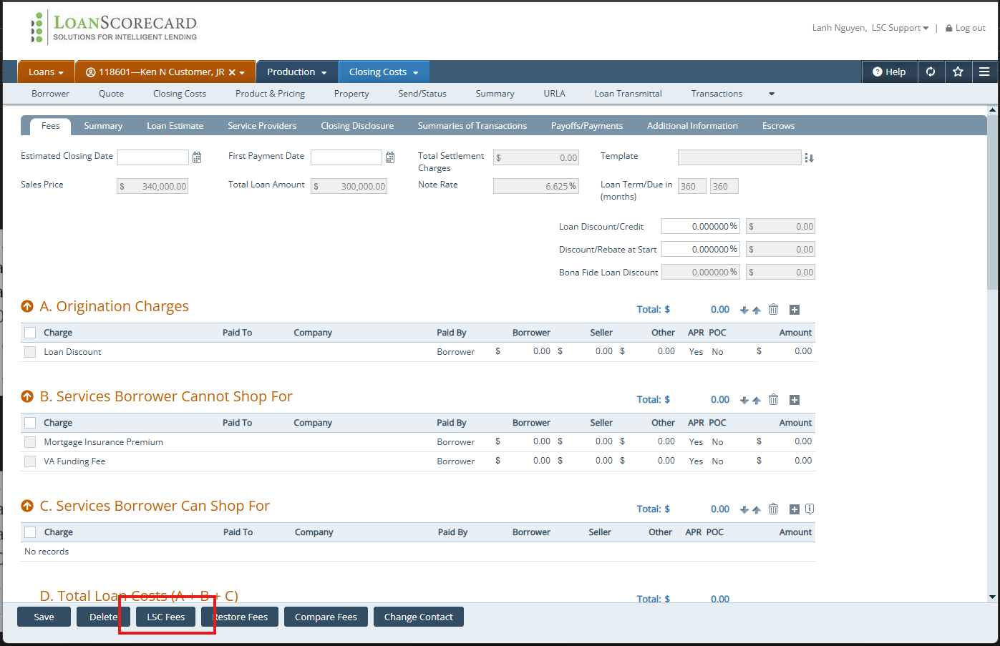 LOANSCORECARD
SOLUTIONS FOR INTELLIGENT LENDING
Lanh Nguyen, LSC Support | Log out
Loans 118601—Ken N Customer, JR Production Closing Costs Help
Borrower Quote Closing Costs Product & Pricing Property Send/Status Summary URLA Loan Transmittal Transactions
Fees Summary Loan Estimate Service Providers Closing Disclosure Summaries of Transactions Payoffs/Payments Additional Information Escrows
Estimated Closing Date First Payment Date Total Settlement Charges $ 0.00 Template
Sales Price $ 340,000.00 Total Loan Amount $ 300,000.00 Note Rate 6.625% Loan Term/Due in (months) 360 360
Loan Discount/Credit 0.000000% $ 0.00
Discount/Rebate at Start 0.000000% $ 0.00
Bona Fide Loan Discount 0.000000% $ 0.00
A. Origination Charges Total: $ 0.00
Charge Paid To Company Paid By Borrower Seller Other APR POC Amount
Loan Discount Borrower $ 0.00 $ 0.00 $ 0.00 Yes No $ 0.00
B. Services Borrower Cannot Shop For Total: $ 0.00
Charge Paid To Company Paid By Borrower Seller Other APR POC Amount
Mortgage Insurance Premium Borrower $ 0.00 $ 0.00 $ 0.00 Yes No $ 0.00
VA Funding Fee Borrower $ 0.00 $ 0.00 $ 0.00 Yes No $ 0.00
C. Services Borrower Can Shop For Total: $ 0.00
Charge Paid To Company Paid By Borrower Seller Other APR POC Amount
No records
D. Total Loan Costs (A + B + C) Total: $ 0.00
Save Delete LSC Fees Restore Fees Compare Fees Change Contact